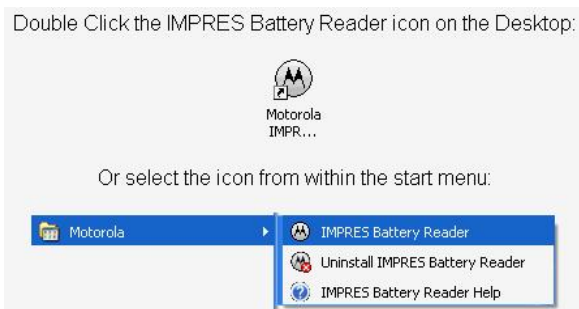 Double Click the IMPRES Battery Reader icon on the Desktop:
Motorola
IMPR...
Or select the icon from within the start menu:
Motorola
IMPRES Battery Reader
Uninstall IMPRES Battery Reader
IMPRES Battery Reader Help